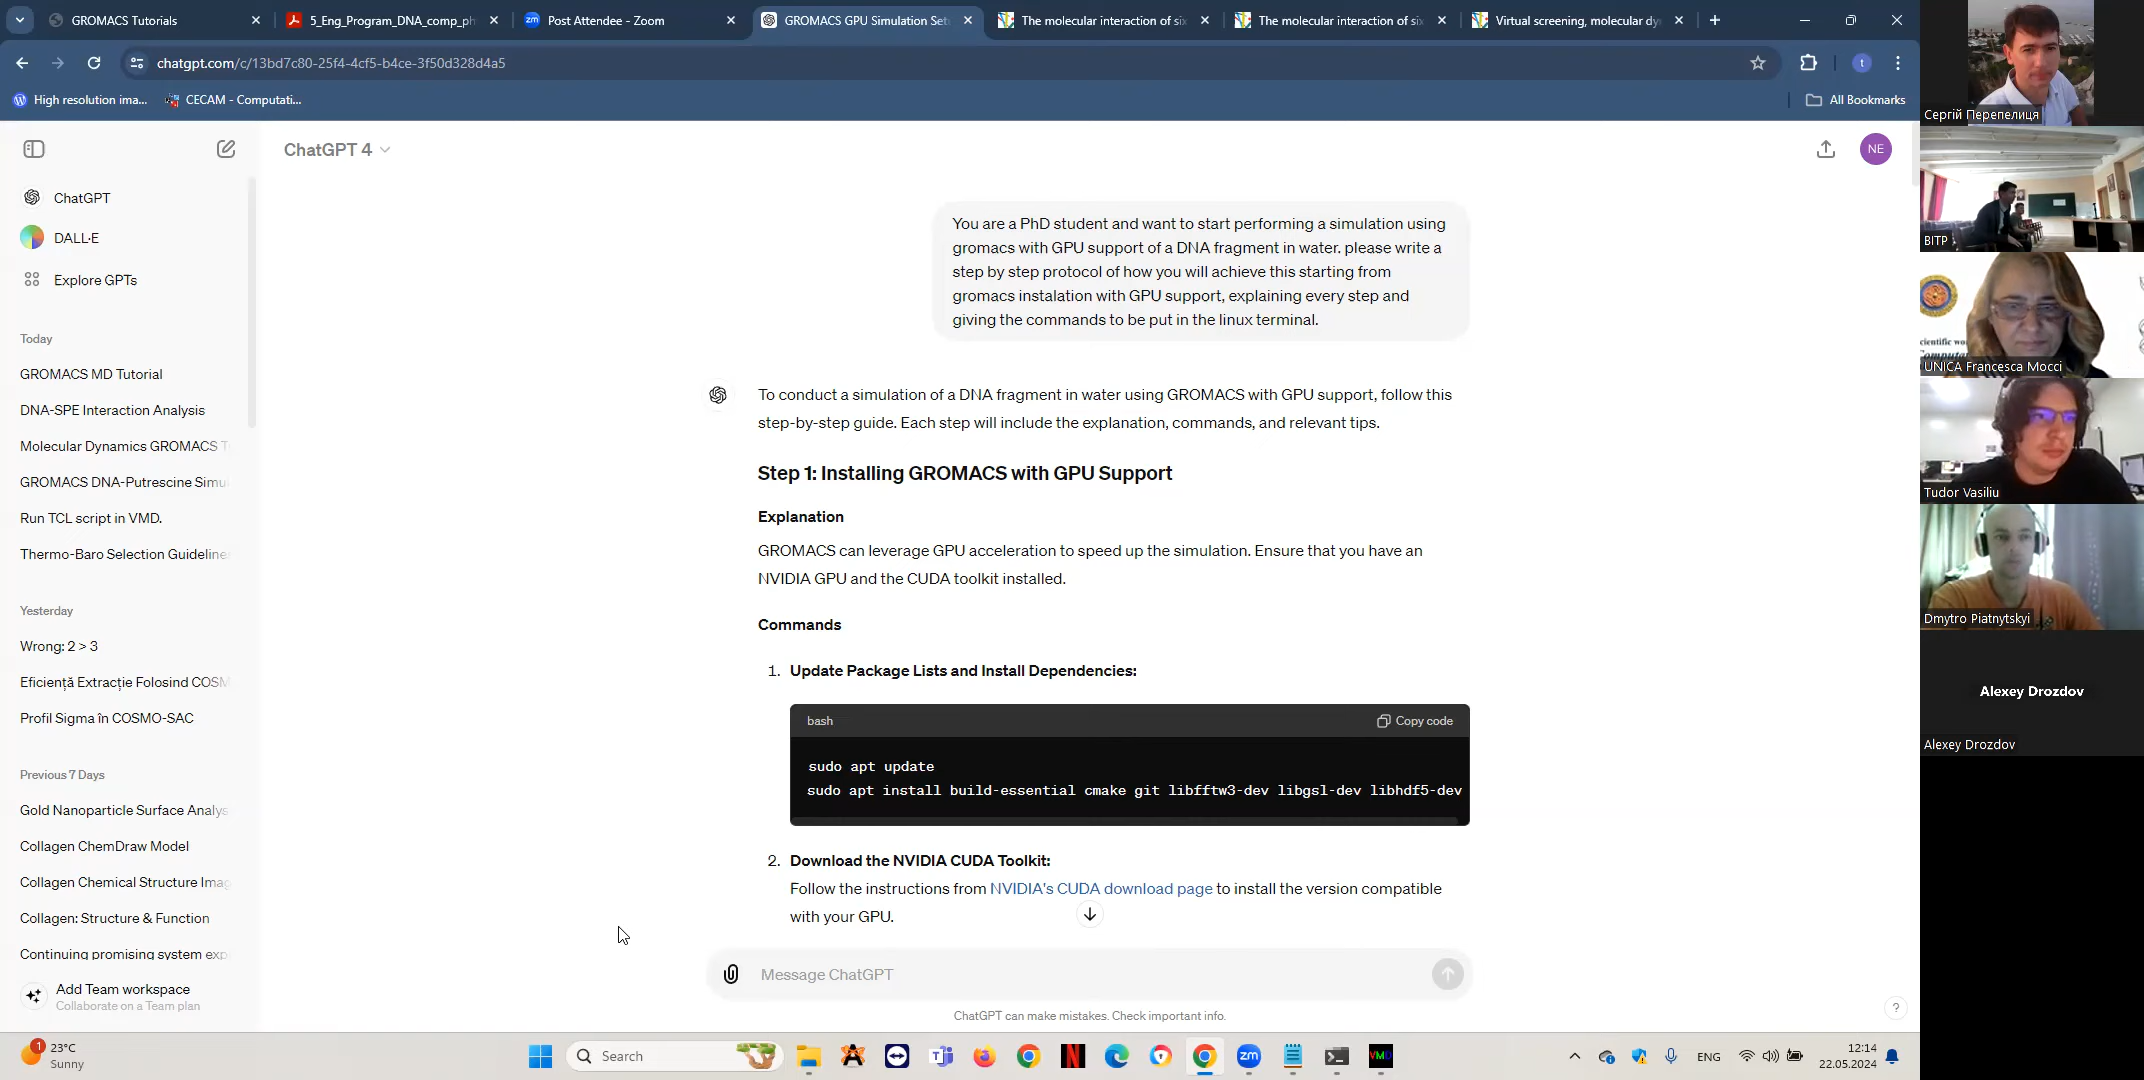 GROMACS Tutorials
5_Eng_Program_DNA_comp_ph
Post Attendee - Zoom
GROMACS GPU Simulation Set
The molecular interaction of six
The molecular interaction of six
Virtual screening, molecular dy
chatgpt.com/c/13bd7c80-25f4-4cf5-b4ce-3f50d328d4a5
High resolution ima...
CECAM - Computati...
All Bookmarks
ChatGPT
DALL·E
Explore GPTs
Today
GROMACS MD Tutorial
DNA-SPE Interaction Analysis
Molecular Dynamics GROMACS T
GROMACS DNA-Putrescine Simu
Run TCL script in VMD.
Thermo-Baro Selection Guideline
Yesterday
Wrong: 2 > 3
Eficiență Extracție Folosind COSM
Profil Sigma în COSMO-SAC
Previous 7 Days
Gold Nanoparticle Surface Analys
Collagen ChemDraw Model
Collagen Chemical Structure Imag
Collagen: Structure & Function
Continuing promising system exp
Add Team workspace
Collaborate on a Team plan
ChatGPT 4
NE
You are a PhD student and want to start performing a simulation using
gromacs with GPU support of a DNA fragment in water. please write a
step by step protocol of how you will achieve this starting from
gromacs instalation with GPU support, explaining every step and
giving the commands to be put in the linux terminal.
To conduct a simulation of a DNA fragment in water using GROMACS with GPU support, follow this
step-by-step guide. Each step will include the explanation, commands, and relevant tips.
Step 1: Installing GROMACS with GPU Support
Explanation
GROMACS can leverage GPU acceleration to speed up the simulation. Ensure that you have an
NVIDIA GPU and the CUDA toolkit installed.
Commands
1. Update Package Lists and Install Dependencies:
bash
Copy code
sudo apt update
sudo apt install build-essential cmake git libfftw3-dev libgsl-dev libhdf5-dev
2. Download the NVIDIA CUDA Toolkit:
Follow the instructions from NVIDIA's CUDA download page to install the version compatible
with your GPU.
Message ChatGPT
ChatGPT can make mistakes. Check important info.
?
Сергій Перепелиця
BITP
UNICA Francesca Mocci
Tudor Vasiliu
Dmytro Piatnytskyi
Alexey Drozdov
Alexey Drozdov
1
23°C
Sunny
Search
ENG
12:14
22.05.2024